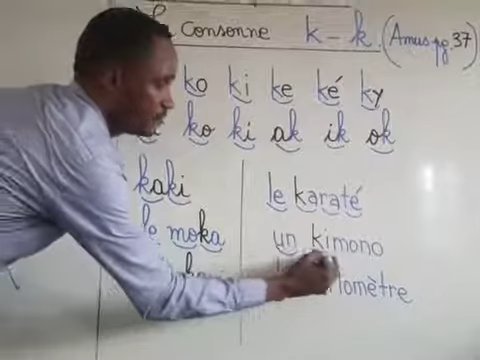 La Consonne k - k (Amus pg 37)
ko ki ke ké ky
ko ki ak ik ok
kaki
le karaté
le moka
un kimono